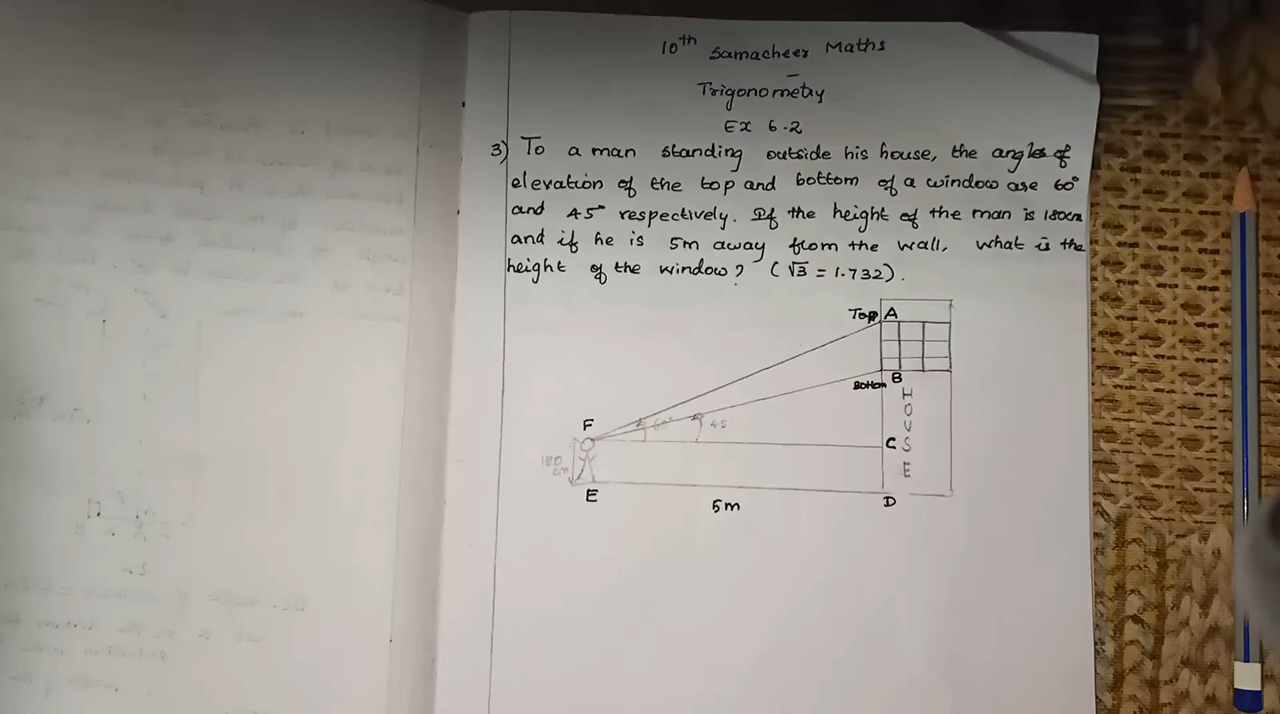 10th Samacheer Maths
Trigonometry
Ex 6.2
3) To a man standing outside his house, the angles of
elevation of the top and bottom of a window are 60°
and 45° respectively. If the height of the man is 180cm
and if he is 5m away from the wall, what is the
height of the window? (√3 = 1.732).
Top A
Bottom B
HOUSE
F
60°
45
C
180
cm
E
5m
D